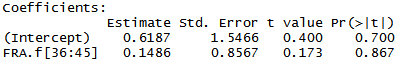 Coefficients:
Estimate Std. Error t value Pr(>|t|)
(Intercept) 0.6187 1.5466 0.400 0.700
FRA.f[36:45] 0.1486 0.8567 0.173 0.867